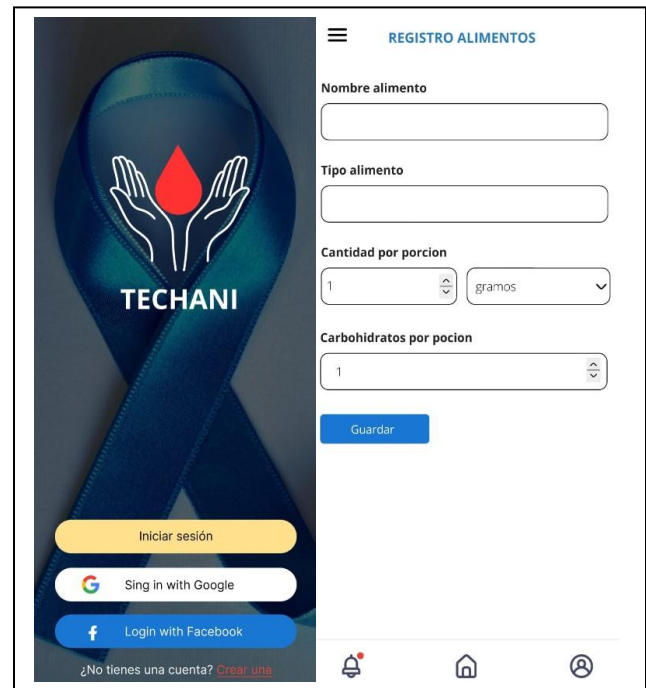 TECHANI
Iniciar sesión
Sing in with Google
Login with Facebook
¿No tienes una cuenta? Crear una
REGISTRO ALIMENTOS
Nombre alimento
Tipo alimento
Cantidad por porcion
1 gramos
Carbohidratos por pocion
1
Guardar